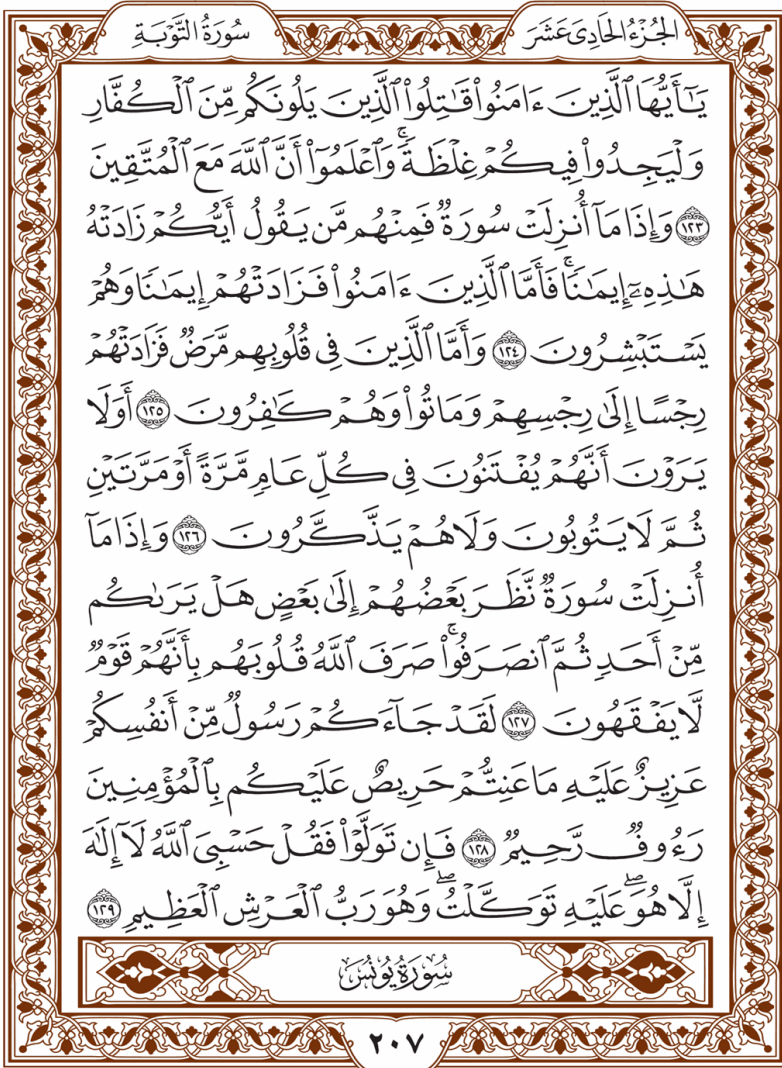 سُورَةُ التَّوْبَةِ
الجُزْءُ الحَادِى عَشَرَ
يَـٰٓأَيُّهَا ٱلَّذِينَ ءَامَنُوا۟ قَـٰتِلُوا۟ ٱلَّذِينَ يَلُونَكُم مِّنَ ٱلْكُفَّارِ
وَلْيَجِدُوا۟ فِيكُمْ غِلْظَةً ۚ وَٱعْلَمُوٓا۟ أَنَّ ٱللَّهَ مَعَ ٱلْمُتَّقِينَ
١٢٣ وَإِذَا مَآ أُنزِلَتْ سُورَةٌ فَمِنْهُم مَّن يَقُولُ أَيُّكُمْ زَادَتْهُ
هَـٰذِهِۦٓ إِيمَـٰنًا ۚ فَأَمَّا ٱلَّذِينَ ءَامَنُوا۟ فَزَادَتْهُمْ إِيمَـٰنًا وَهُمْ
يَسْتَبْشِرُونَ ١٢٤ وَأَمَّا ٱلَّذِينَ فِى قُلُوبِهِم مَّرَضٌ فَزَادَتْهُمْ
رِجْسًا إِلَىٰ رِجْسِهِمْ وَمَاتُوا۟ وَهُمْ كَـٰفِرُونَ ١٢٥ أَوَلَا
يَرَوْنَ أَنَّهُمْ يُفْتَنُونَ فِى كُلِّ عَامٍ مَّرَّةً أَوْ مَرَّتَيْنِ
ثُمَّ لَا يَتُوبُونَ وَلَا هُمْ يَذَّكَّرُونَ ١٢٦ وَإِذَا مَآ
أُنزِلَتْ سُورَةٌ نَّظَرَ بَعْضُهُمْ إِلَىٰ بَعْضٍ هَلْ يَرَىٰكُم
مِّنْ أَحَدٍ ثُمَّ ٱنصَرَفُوا۟ ۚ صَرَفَ ٱللَّهُ قُلُوبَهُم بِأَنَّهُمْ قَوْمٌ
لَّا يَفْقَهُونَ ١٢٧ لَقَدْ جَآءَكُمْ رَسُولٌ مِّنْ أَنفُسِكُمْ
عَزِيزٌ عَلَيْهِ مَا عَنِتُّمْ حَرِيصٌ عَلَيْكُم بِٱلْمُؤْمِنِينَ
رَءُوفٌ رَّحِيمٌ ١٢٨ فَإِن تَوَلَّوْا۟ فَقُلْ حَسْبِىَ ٱللَّهُ لَآ إِلَـٰهَ
إِلَّا هُوَ ۖ عَلَيْهِ تَوَكَّلْتُ ۖ وَهُوَ رَبُّ ٱلْعَرْشِ ٱلْعَظِيمِ ١٢٩
سُورَةُ يُونُسَ
٢٠٧